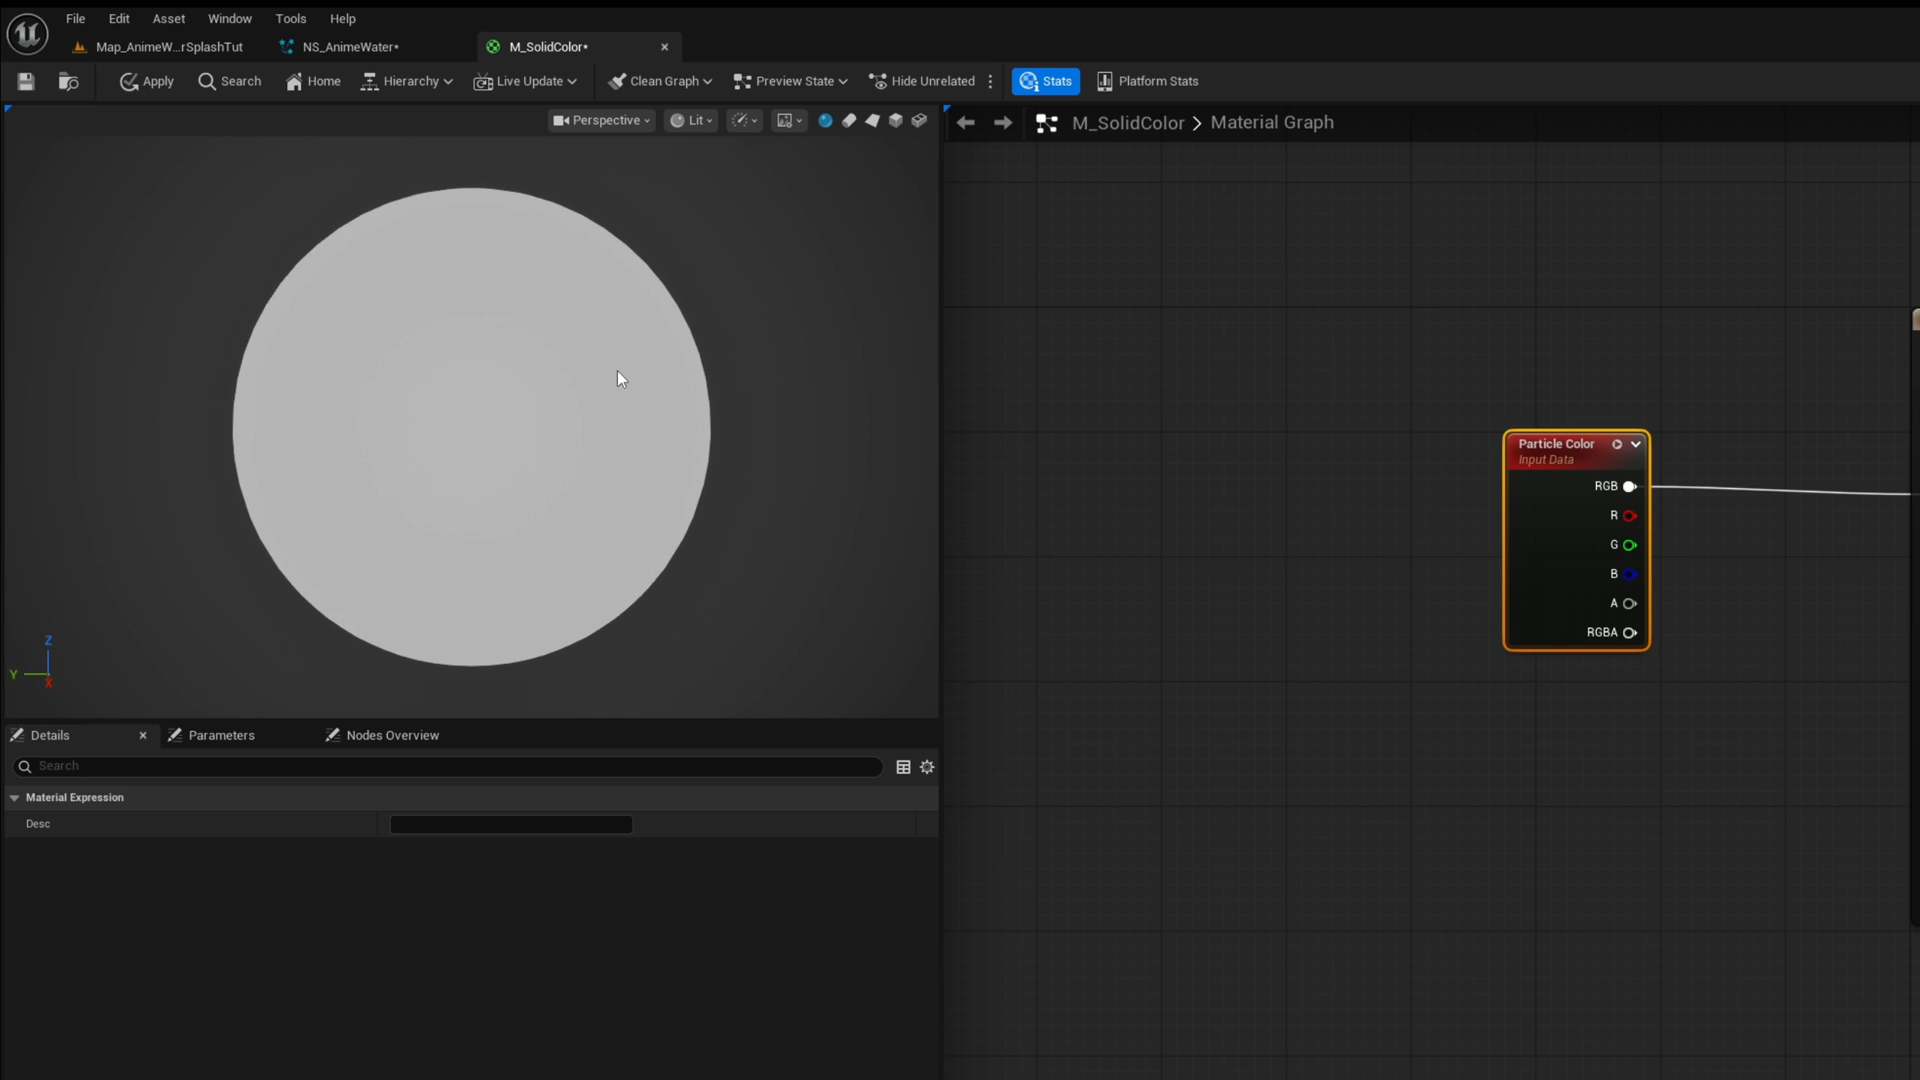 File Edit Asset Window Tools Help
Map_AnimeW...rSplashTut NS_AnimeWater• M_SolidColor•
Apply Search Home Hierarchy Live Update Clean Graph Preview State Hide Unrelated Stats Platform Stats
Perspective Lit
M_SolidColor > Material Graph
Particle Color
Input Data
RGB
R
G
B
A
RGBA
Z
Y
X
Details Parameters Nodes Overview
Search
Material Expression
Desc